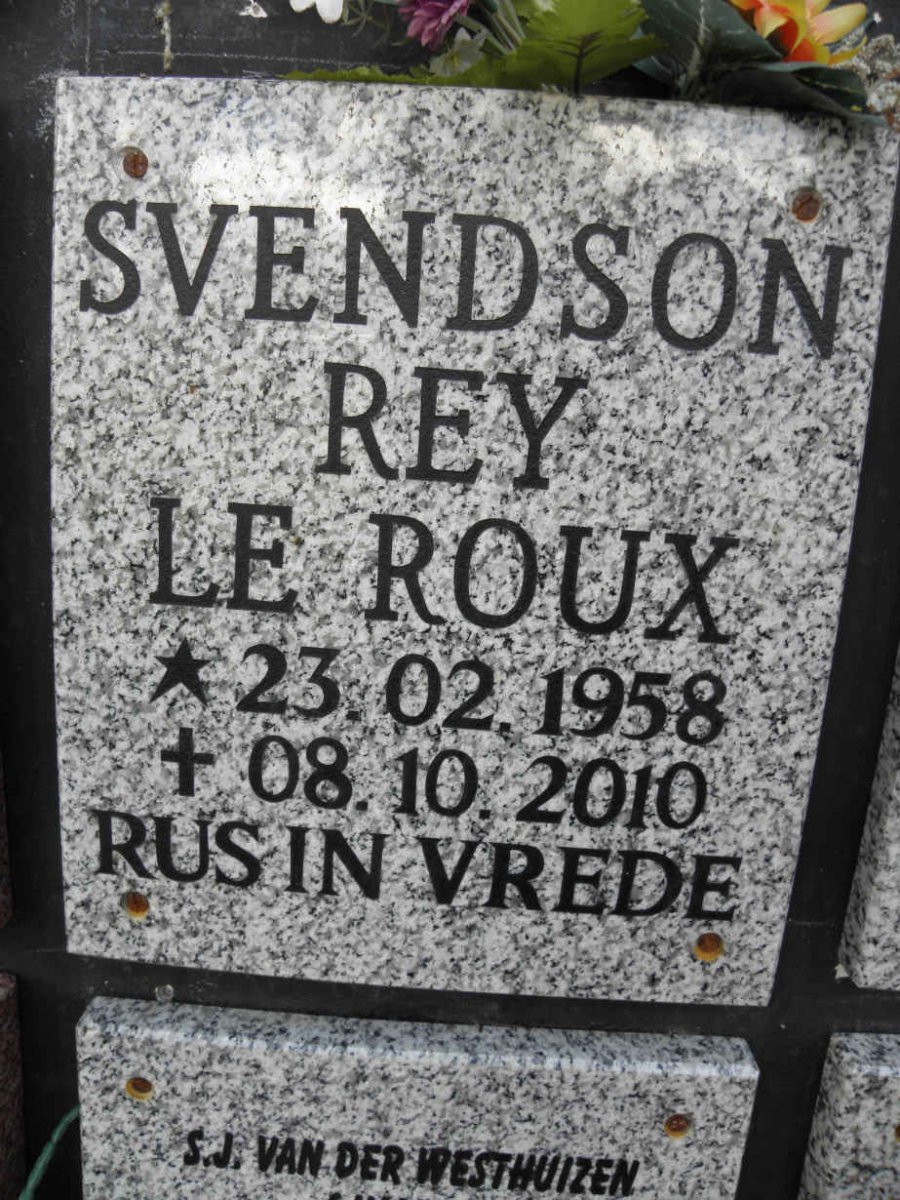 SVENDSON
REY
LE ROUX
★ 23.02.1958
✝ 08.10.2010
RUS IN VREDE
S.J. VAN DER WESTHUIZEN